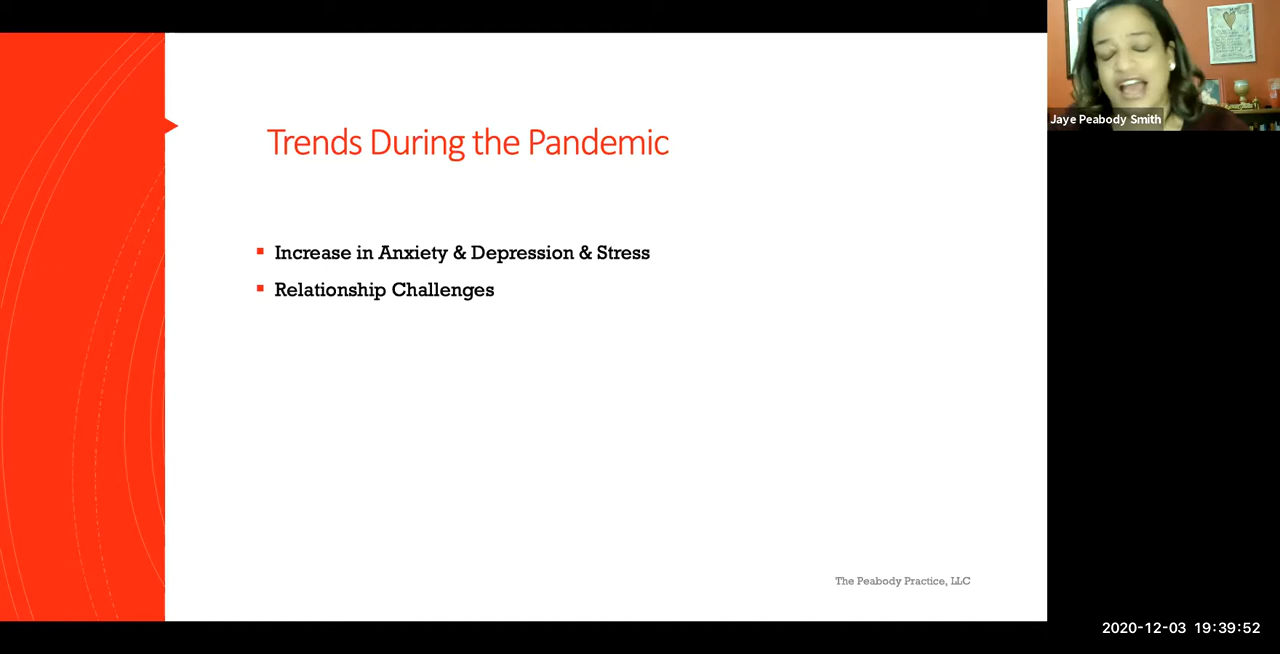 Trends During the Pandemic
Increase in Anxiety & Depression & Stress
Relationship Challenges
The Peabody Practice, LLC
Jaye Peabody Smith
2020-12-03 19:39:52